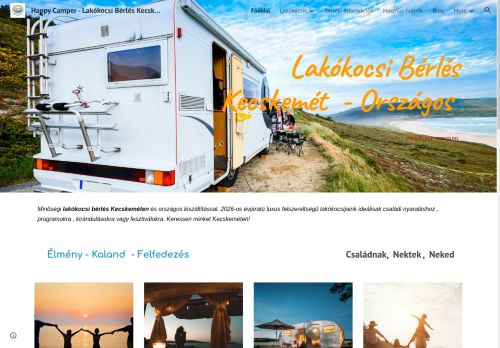 Happy Camper - Lakókocsi Bérlés Kecsk...
Főoldal
Lakókocsik
Bérlési Információk
Hasznos holmik
Blog
More
Lakókocsi Bérlés
Kecskemét - Országos
Minőségi lakókocsi bérlés Kecskeméten és országos kiszállítással. 2026-os évjáratú luxus felszereltségű lakókocsijaink ideálisak családi nyaraláshoz ,
programokra , kirándulásokra vagy fesztiválokra. Keressen minket Kecskeméten!
Élmény - Kaland - Felfedezés
Családnak, Nektek, Neked